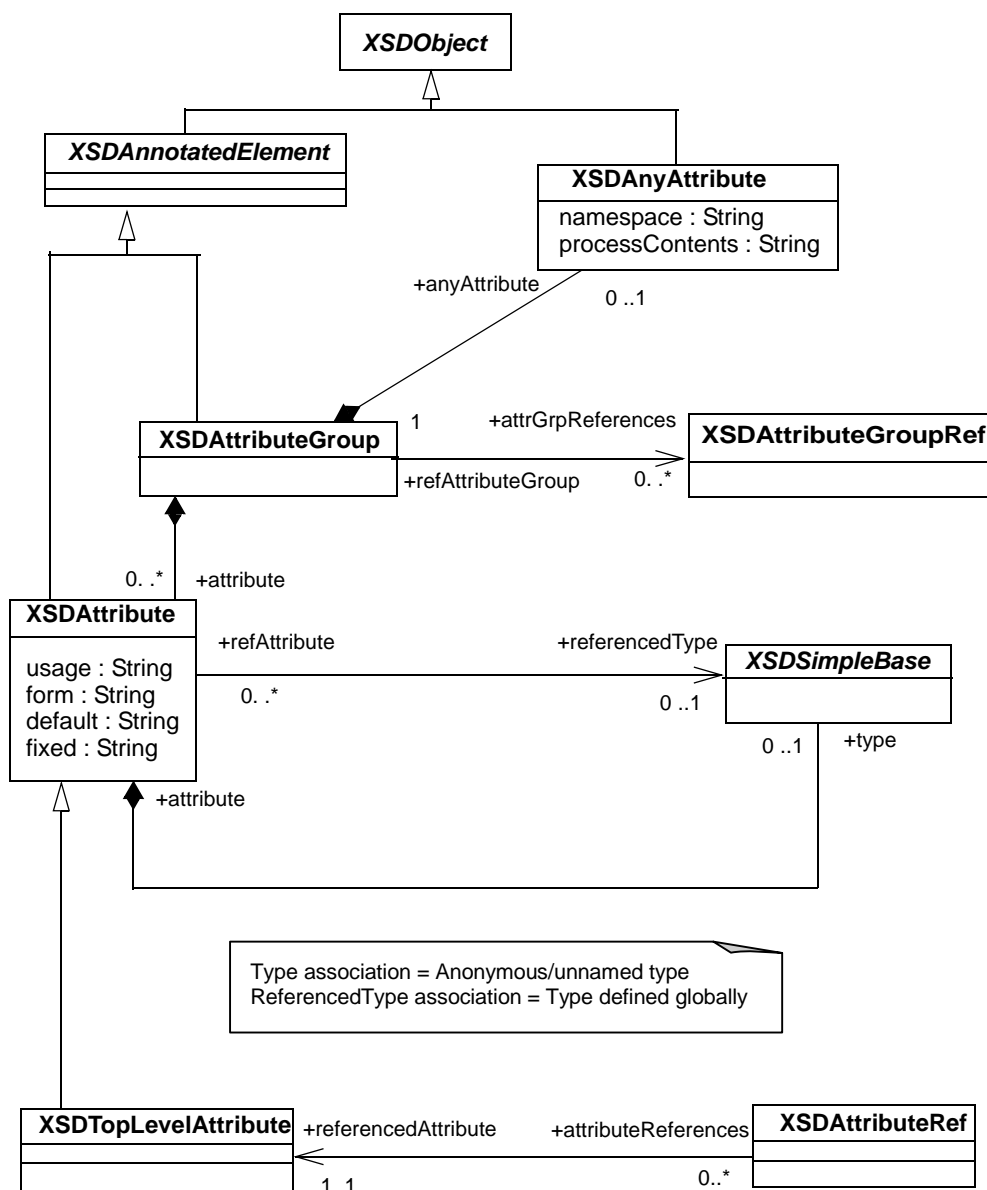 XSDObject
XSDAnnotatedElement
XSDAnyAttribute
namespace : String
processContents : String
+anyAttribute
0 ..1
1
+attrGrpReferences
XSDAttributeGroup
XSDAttributeGroupRef
+refAttributeGroup
0. .*
0. .*
+attribute
XSDAttribute
usage : String
form : String
default : String
fixed : String
+refAttribute
+referencedType
0. .*
0 ..1
XSDSimpleBase
0 ..1
+type
+attribute
Type association = Anonymous/unnamed type
ReferencedType association = Type defined globally
XSDTopLevelAttribute
+referencedAttribute
+attributeReferences
XSDAttributeRef
1..1
0..*